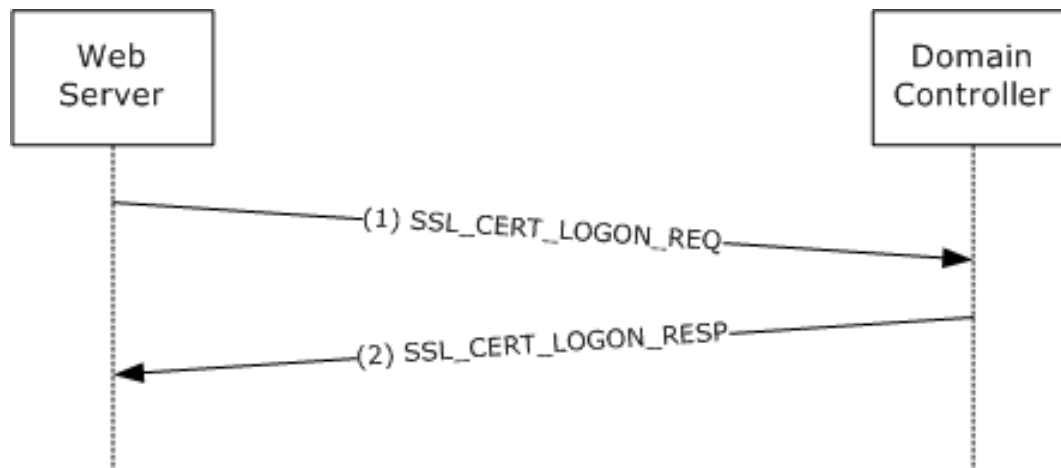 Web
Server
Domain
Controller
(1) SSL_CERT_LOGON_REQ
(2) SSL_CERT_LOGON_RESP